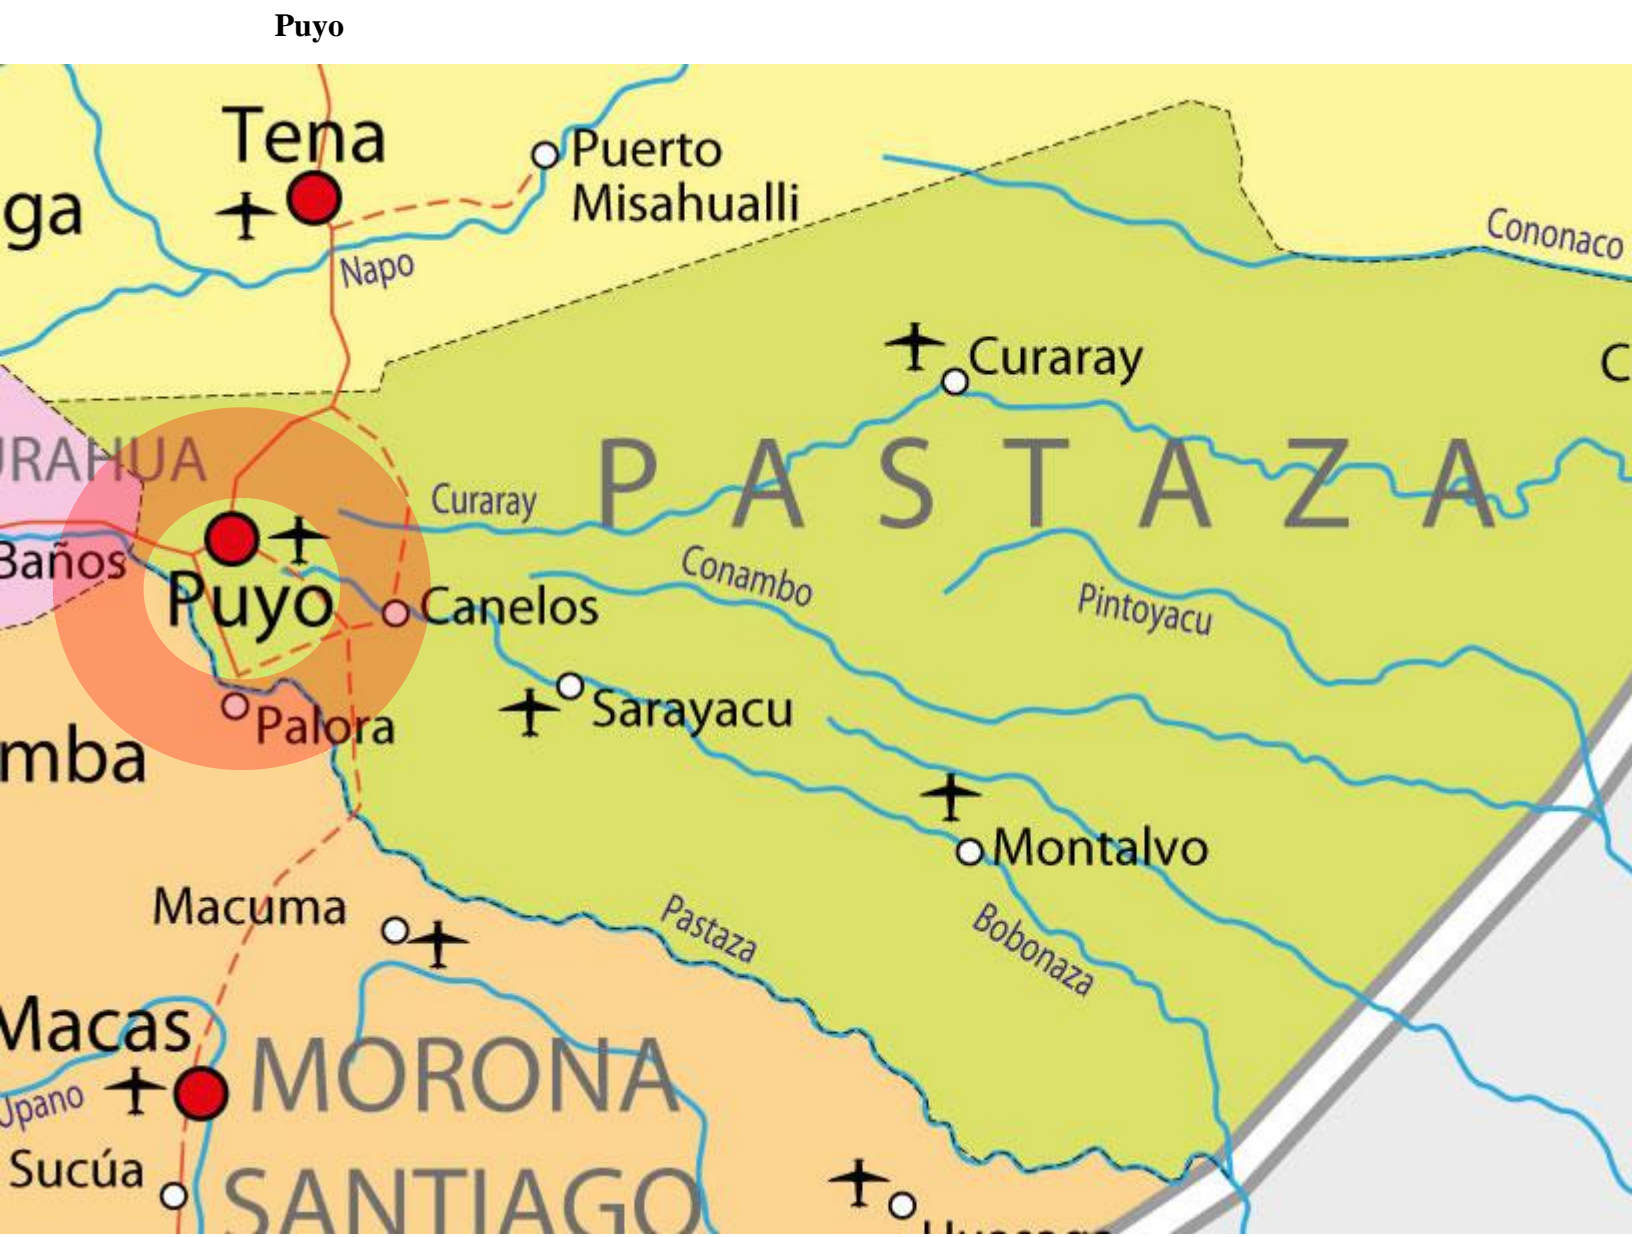 Puyo
Tena
Puerto
Misahualli
ga
Napo
Cononaco
Curaray
C
URAHUA
PASTAZA
Curaray
Baños
Conambo
Puyo
Canelos
Pintoyacu
Sarayacu
Palora
mba
Montalvo
Macuma
Pastaza
Bobonaza
Macas
MORONA
Upano
Sucúa
SANTIAGO